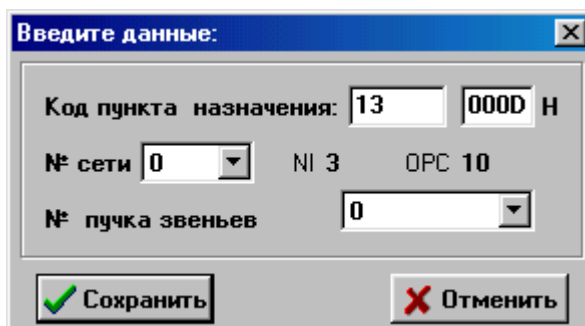 Введите данные:
Код пункта назначения: 13 000D H
№ сети 0 NI 3 OPC 10
№ пучка звеньев 0
Сохранить Отменить